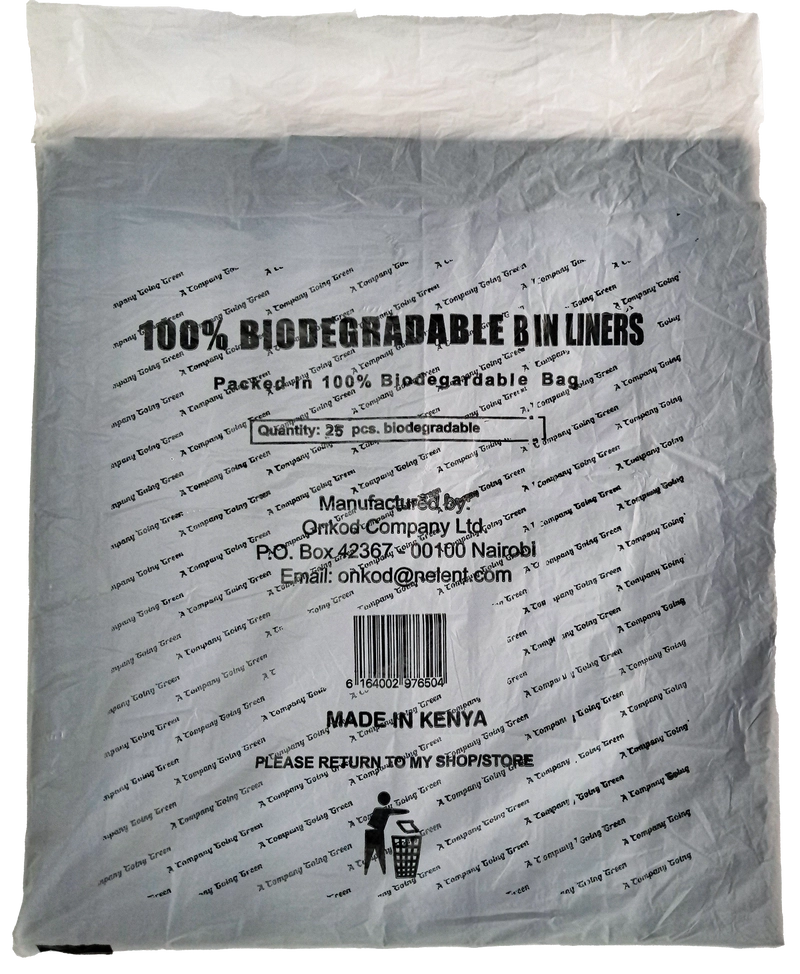 100% BIODEGRADABLE BIN LINERS
Packed in 100% Biodegardable Bag
Quantity: 25 pcs. biodegradable
Manufactured by:
Onkod Company Ltd.
P.O. Box 42367 - 00100 Nairobi
Email: onkod@nelent.com
6 164002 976504
MADE IN KENYA
PLEASE RETURN TO MY SHOP/STORE
A Company Going Green